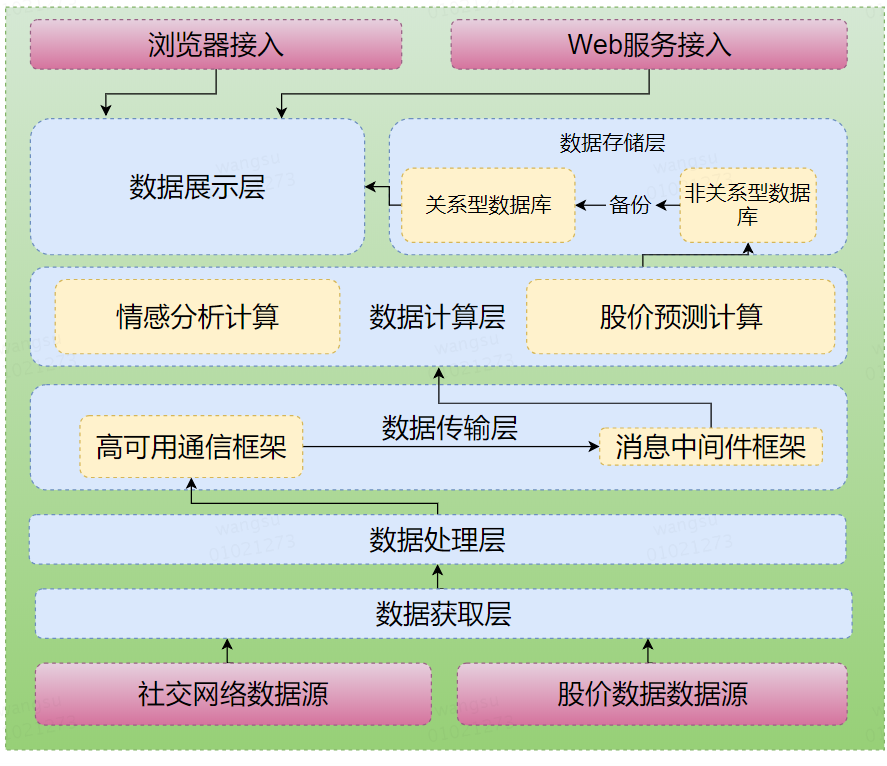 浏览器接入
Web服务接入
数据展示层
数据存储层
关系型数据库
备份
非关系型数据
库
情感分析计算
数据计算层
股价预测计算
数据传输层
高可用通信框架
消息中间件框架
数据处理层
数据获取层
社交网络数据源
股价数据数据源
wangsu
01021273